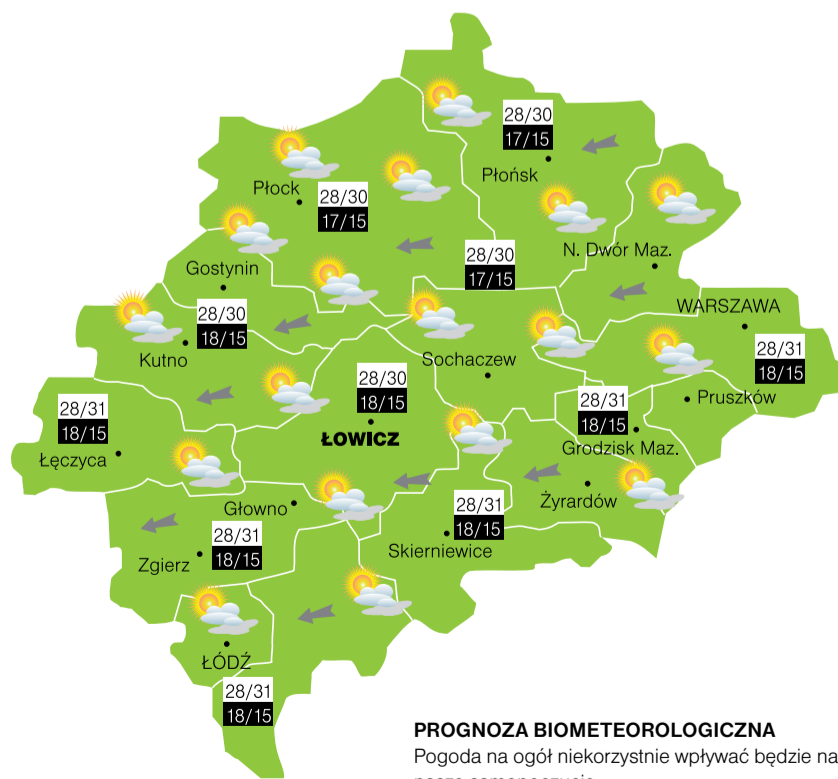 28/30
17/15
Płońsk
Płock
28/30
17/15
N. Dwór Maz.
28/30
17/15
Gostynin
WARSZAWA
28/30
18/15
Kutno
28/31
18/15
Sochaczew
28/30
18/15
ŁOWICZ
Pruszków
28/31
18/15
Grodzisk Maz.
28/31
18/15
Łęczyca
Żyrardów
Głowno
28/31
18/15
Skierniewice
28/31
18/15
Zgierz
ŁÓDŹ
28/31
18/15
PROGNOZA BIOMETEOROLOGICZNA
Pogoda na ogół niekorzystnie wpływać będzie na
nasze samopoczucie